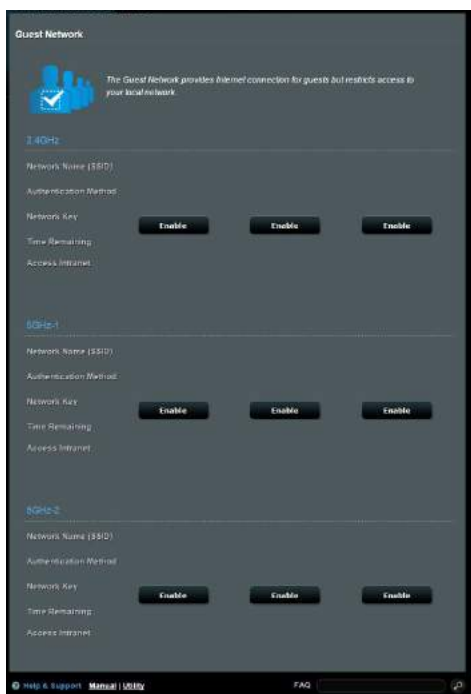 Guest Network
The Guest Network provides Internet connection for guests but restricts access to
your local network.
2.4GHz
Network Name (SSID)
Authentication Method
Network Key
Enable Enable Enable
Time Remaining
Access Intranet
5GHz-1
Network Name (SSID)
Authentication Method
Network Key
Enable Enable Enable
Time Remaining
Access Intranet
5GHz-2
Network Name (SSID)
Authentication Method
Network Key
Enable Enable Enable
Time Remaining
Access Intranet
Help & Support Manual | Utility FAQ